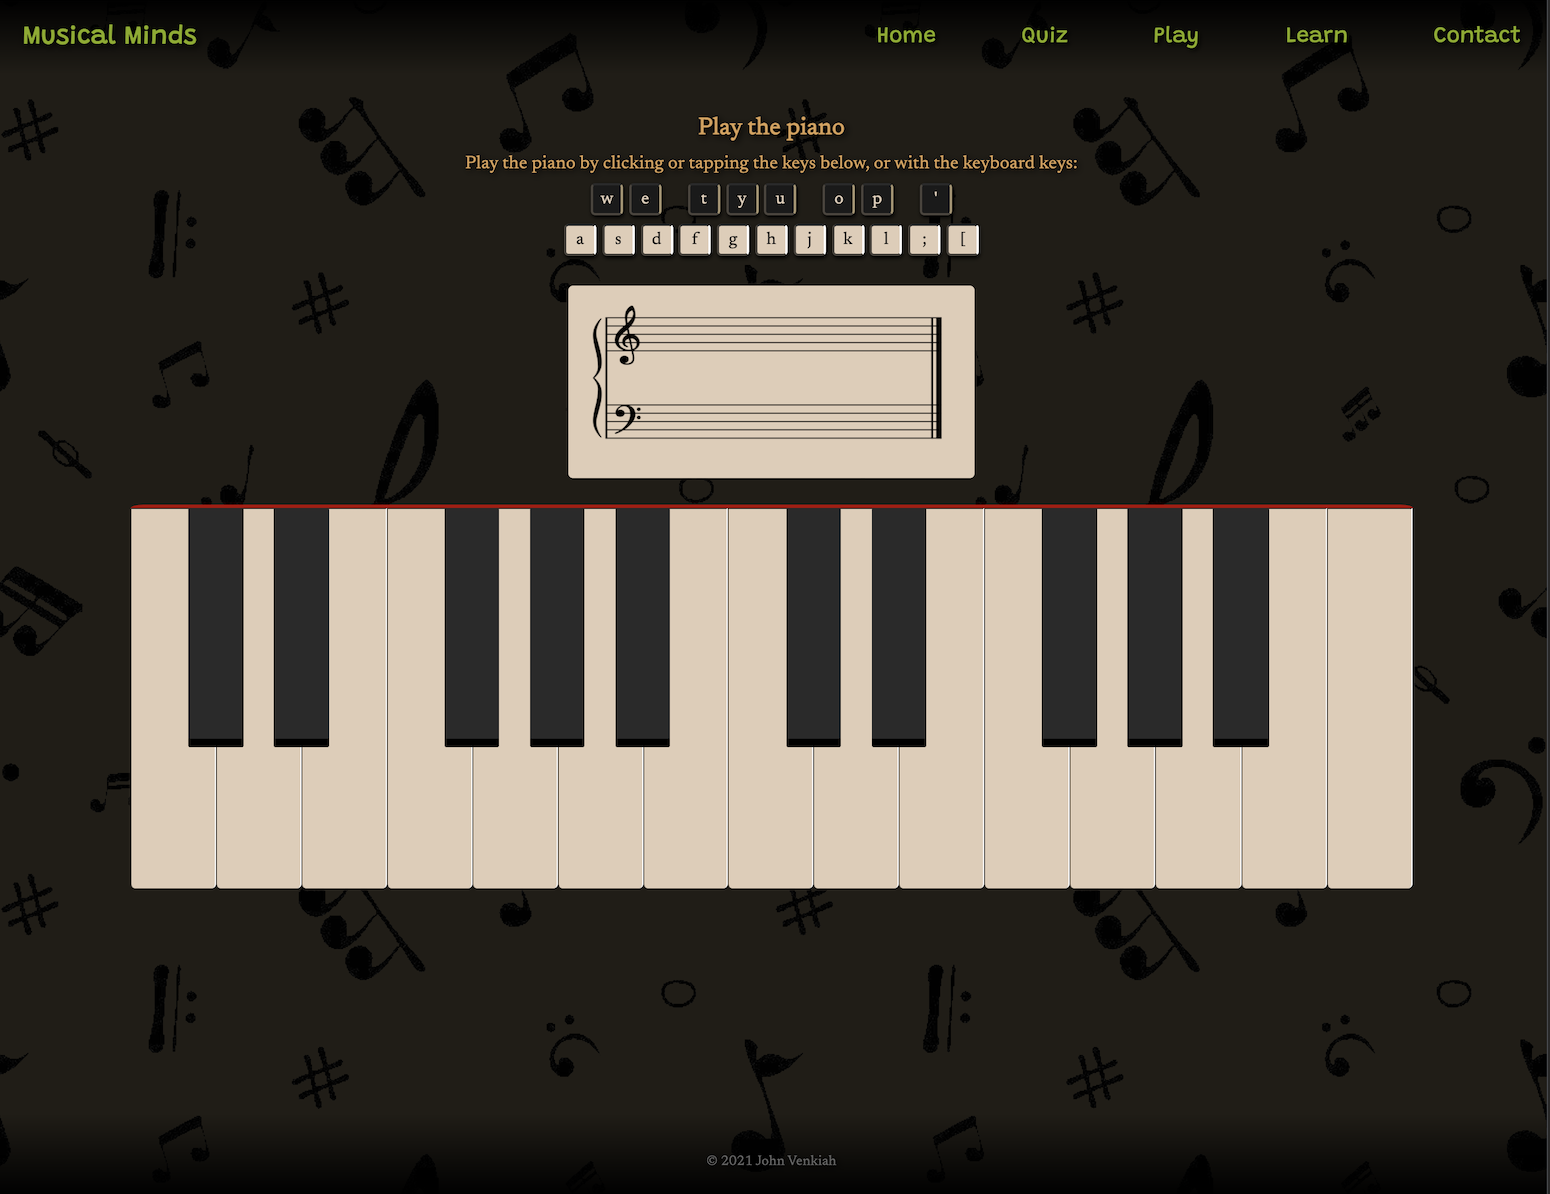 Musical Minds Home Quiz Play Learn Contact
Play the piano
Play the piano by clicking or tapping the keys below, or with the keyboard keys:
w e t y u o p '
a s d f g h j k l ; [
© 2021 John Venkiah